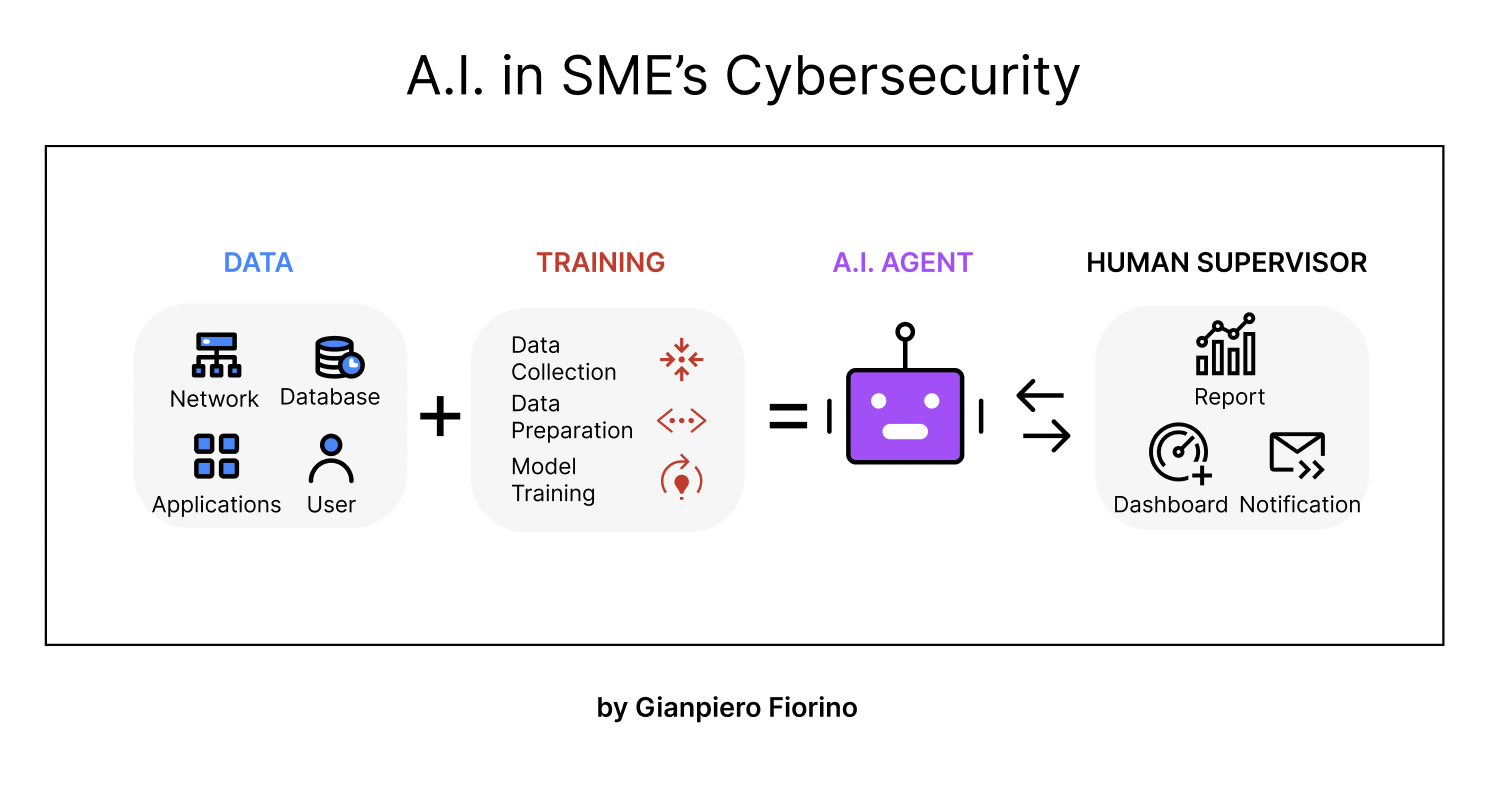 A.I. in SME’s Cybersecurity
DATA
Network
Database
Applications
User
TRAINING
Data
Collection
Data
Preparation
Model
Training
A.I. AGENT
HUMAN SUPERVISOR
Report
Dashboard
Notification
by Gianpiero Fiorino